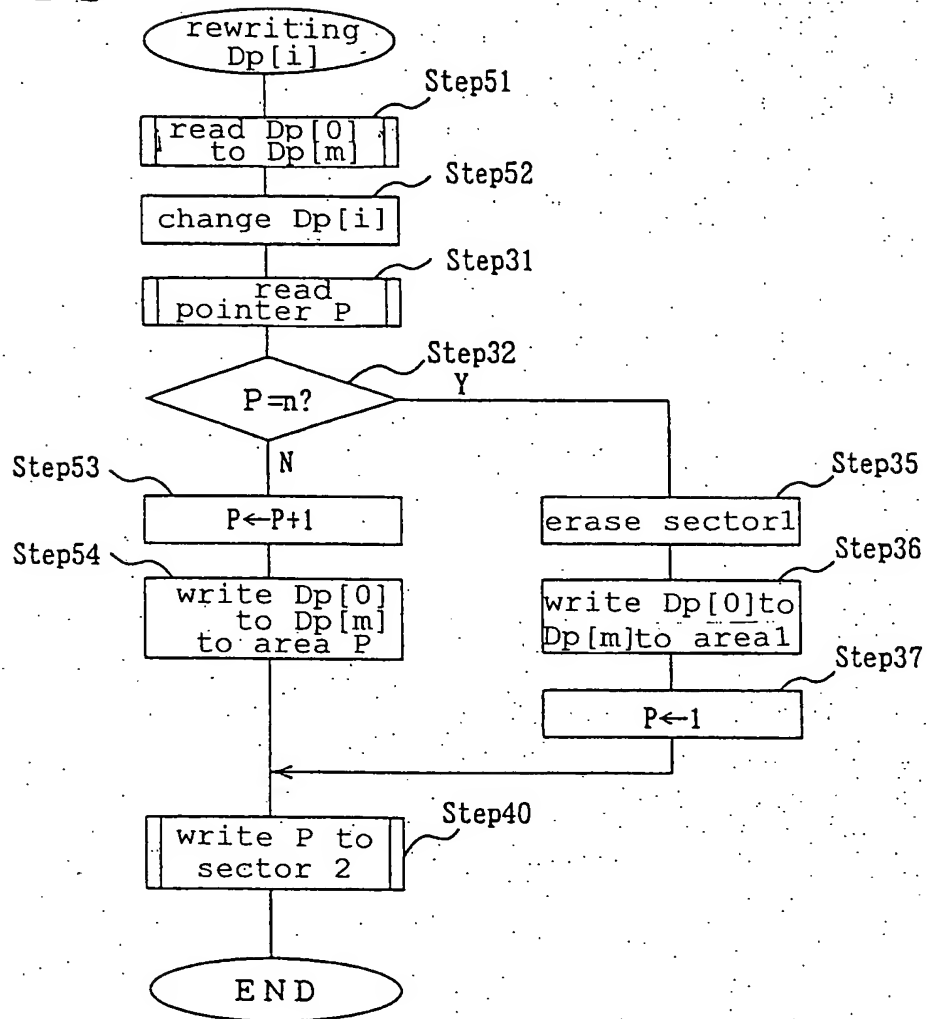 rewriting
Dp[i]
Step51
read Dp[0]
to Dp[m]
Step52
change Dp[i]
Step31
read
pointer P
Step32
P=n?
Y
N
Step53
P←P+1
Step54
write Dp[0]
to Dp[m]
to area P
Step35
erase sector1
Step36
write Dp[0]to
Dp[m]to area1
Step37
P←1
Step40
write P to
sector 2
END